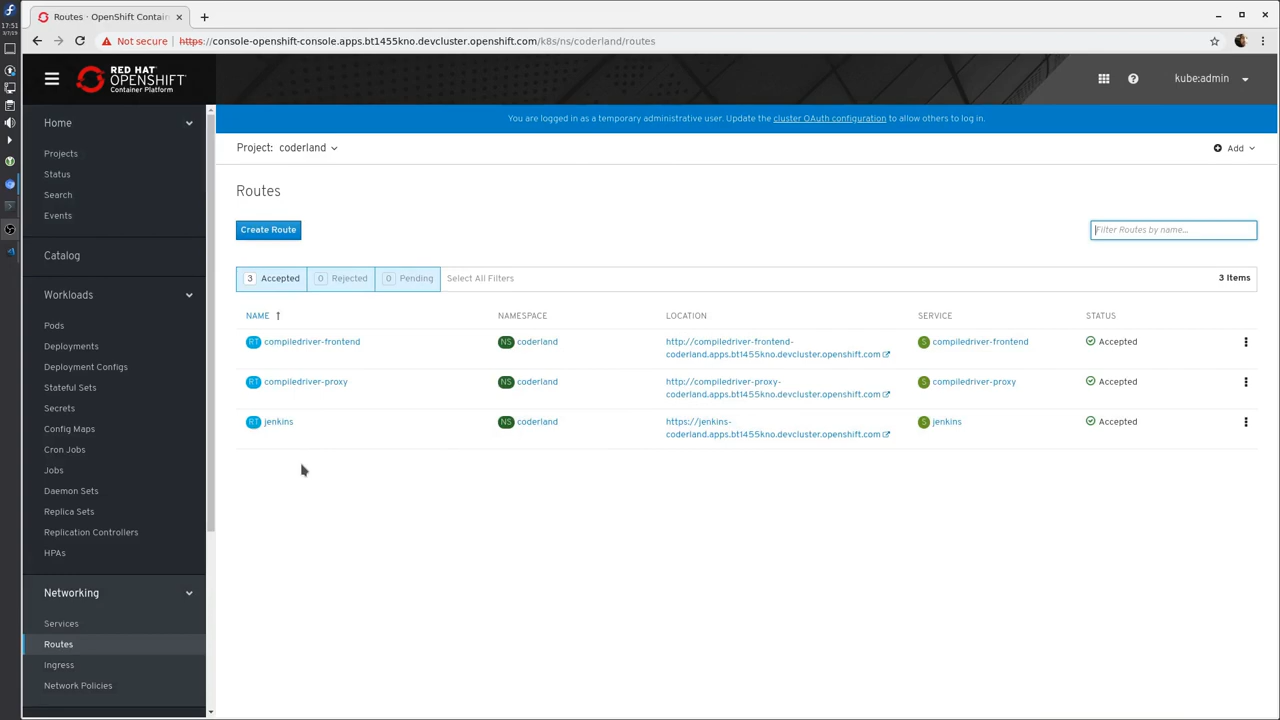 Routes · OpenShift Contain
17:51
3/7/19
Not secure
https://console-openshift-console.apps.bt1455kno.devcluster.openshift.com/k8s/ns/coderland/routes
RED HAT
OPENSHIFT
Container Platform
kube:admin
You are logged in as a temporary administrative user. Update the cluster OAuth configuration to allow others to log in.
Home
Projects
Status
Search
Events
Catalog
Workloads
Pods
Deployments
Deployment Configs
Stateful Sets
Secrets
Config Maps
Cron Jobs
Jobs
Daemon Sets
Replica Sets
Replication Controllers
HPAs
Networking
Services
Routes
Ingress
Network Policies
Project: coderland
Add
Routes
Create Route
Filter Routes by name...
3 Accepted 0 Rejected 0 Pending Select All Filters 3 Items
NAME NAMESPACE LOCATION SERVICE STATUS
RT compiledriver-frontend NS coderland http://compiledriver-frontend- S compiledriver-frontend Accepted
coderland.apps.bt1455kno.devcluster.openshift.com
RT compiledriver-proxy NS coderland http://compiledriver-proxy- S compiledriver-proxy Accepted
coderland.apps.bt1455kno.devcluster.openshift.com
RT jenkins NS coderland https://jenkins- S jenkins Accepted
coderland.apps.bt1455kno.devcluster.openshift.com